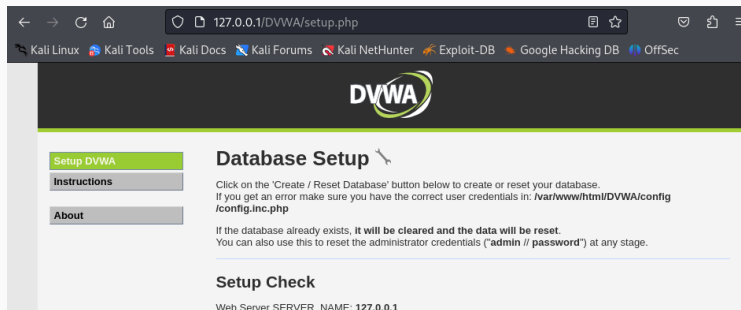 127.0.0.1/DVWA/setup.php
Kali Linux Kali Tools Kali Docs Kali Forums Kali NetHunter Exploit-DB Google Hacking DB OffSec
DVWA
Setup DVWA
Instructions
About
Database Setup
Click on the 'Create / Reset Database' button below to create or reset your database.
If you get an error make sure you have the correct user credentials in: /var/www/html/DVWA/config
/config.inc.php
If the database already exists, it will be cleared and the data will be reset.
You can also use this to reset the administrator credentials ("admin // password") at any stage.
Setup Check
Web Server SERVER_NAME: 127.0.0.1